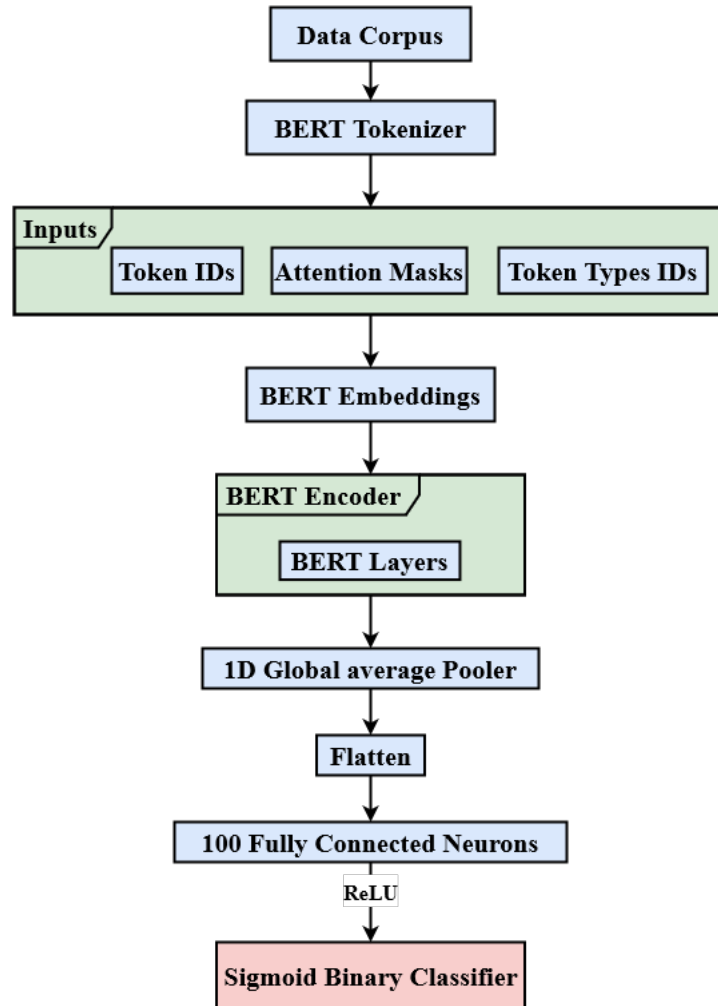 Data Corpus
BERT Tokenizer
Inputs
Token IDs
Attention Masks
Token Types IDs
BERT Embeddings
BERT Encoder
BERT Layers
1D Global average Pooler
Flatten
100 Fully Connected Neurons
ReLU
Sigmoid Binary Classifier